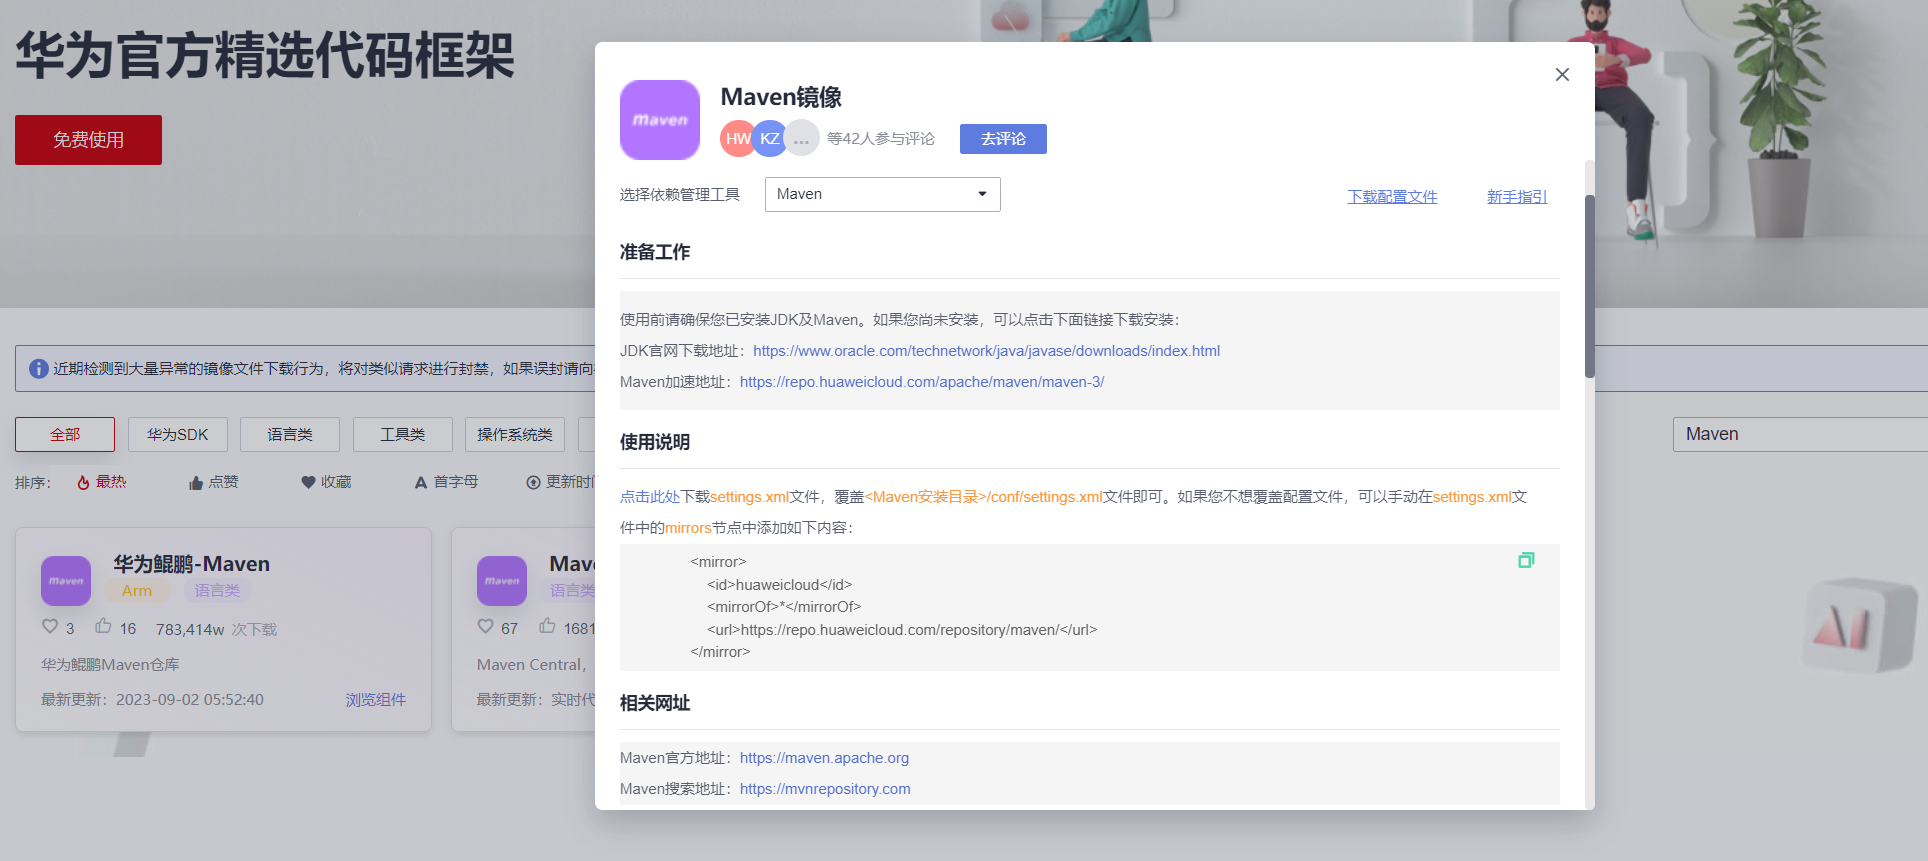 华为官方精选代码框架
免费使用
近期检测到大量异常的镜像文件下载行为，将对类似请求进行封禁，如果误封请向
全部
华为SDK
语言类
工具类
操作系统类
Maven
排序：
最热
点赞
收藏
首字母
更新时间
maven
华为鲲鹏-Maven
Arm
语言类
3
16
783,414w 次下载
华为鲲鹏Maven仓库
最新更新：2023-09-02 05:52:40
浏览组件
maven
Mav
语言类
67
1681
Maven Central，
最新更新：实时代
AI
maven
Maven镜像
HW
KZ
...
等42人参与评论
去评论
选择依赖管理工具
Maven
下载配置文件
新手指引
准备工作
使用前请确保您已安装JDK及Maven。如果您尚未安装，可以点击下面链接下载安装：
JDK官网下载地址：https://www.oracle.com/technetwork/java/javase/downloads/index.html
Maven加速地址：https://repo.huaweicloud.com/apache/maven/maven-3/
使用说明
点击此处下载settings.xml文件，覆盖<Maven安装目录>/conf/settings.xml文件即可。如果您不想覆盖配置文件，可以手动在settings.xml文
件中的mirrors节点中添加如下内容：
<mirror>
<id>huaweicloud</id>
<mirrorOf>*</mirrorOf>
<url>https://repo.huaweicloud.com/repository/maven/</url>
</mirror>
相关网址
Maven官方地址：https://maven.apache.org
Maven搜索地址：https://mvnrepository.com